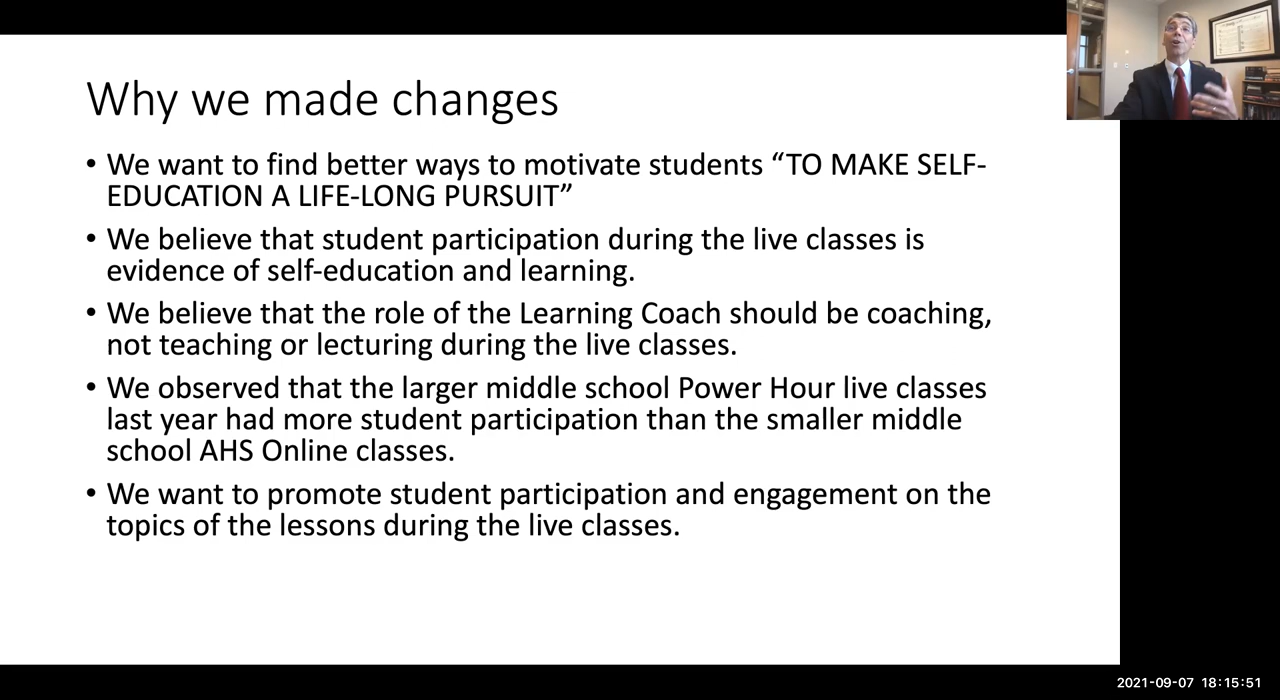 Why we made changes
• We want to find better ways to motivate students “TO MAKE SELF-
EDUCATION A LIFE-LONG PURSUIT”
• We believe that student participation during the live classes is
evidence of self-education and learning.
• We believe that the role of the Learning Coach should be coaching,
not teaching or lecturing during the live classes.
• We observed that the larger middle school Power Hour live classes
last year had more student participation than the smaller middle
school AHS Online classes.
• We want to promote student participation and engagement on the
topics of the lessons during the live classes.
2021-09-07 18:15:51